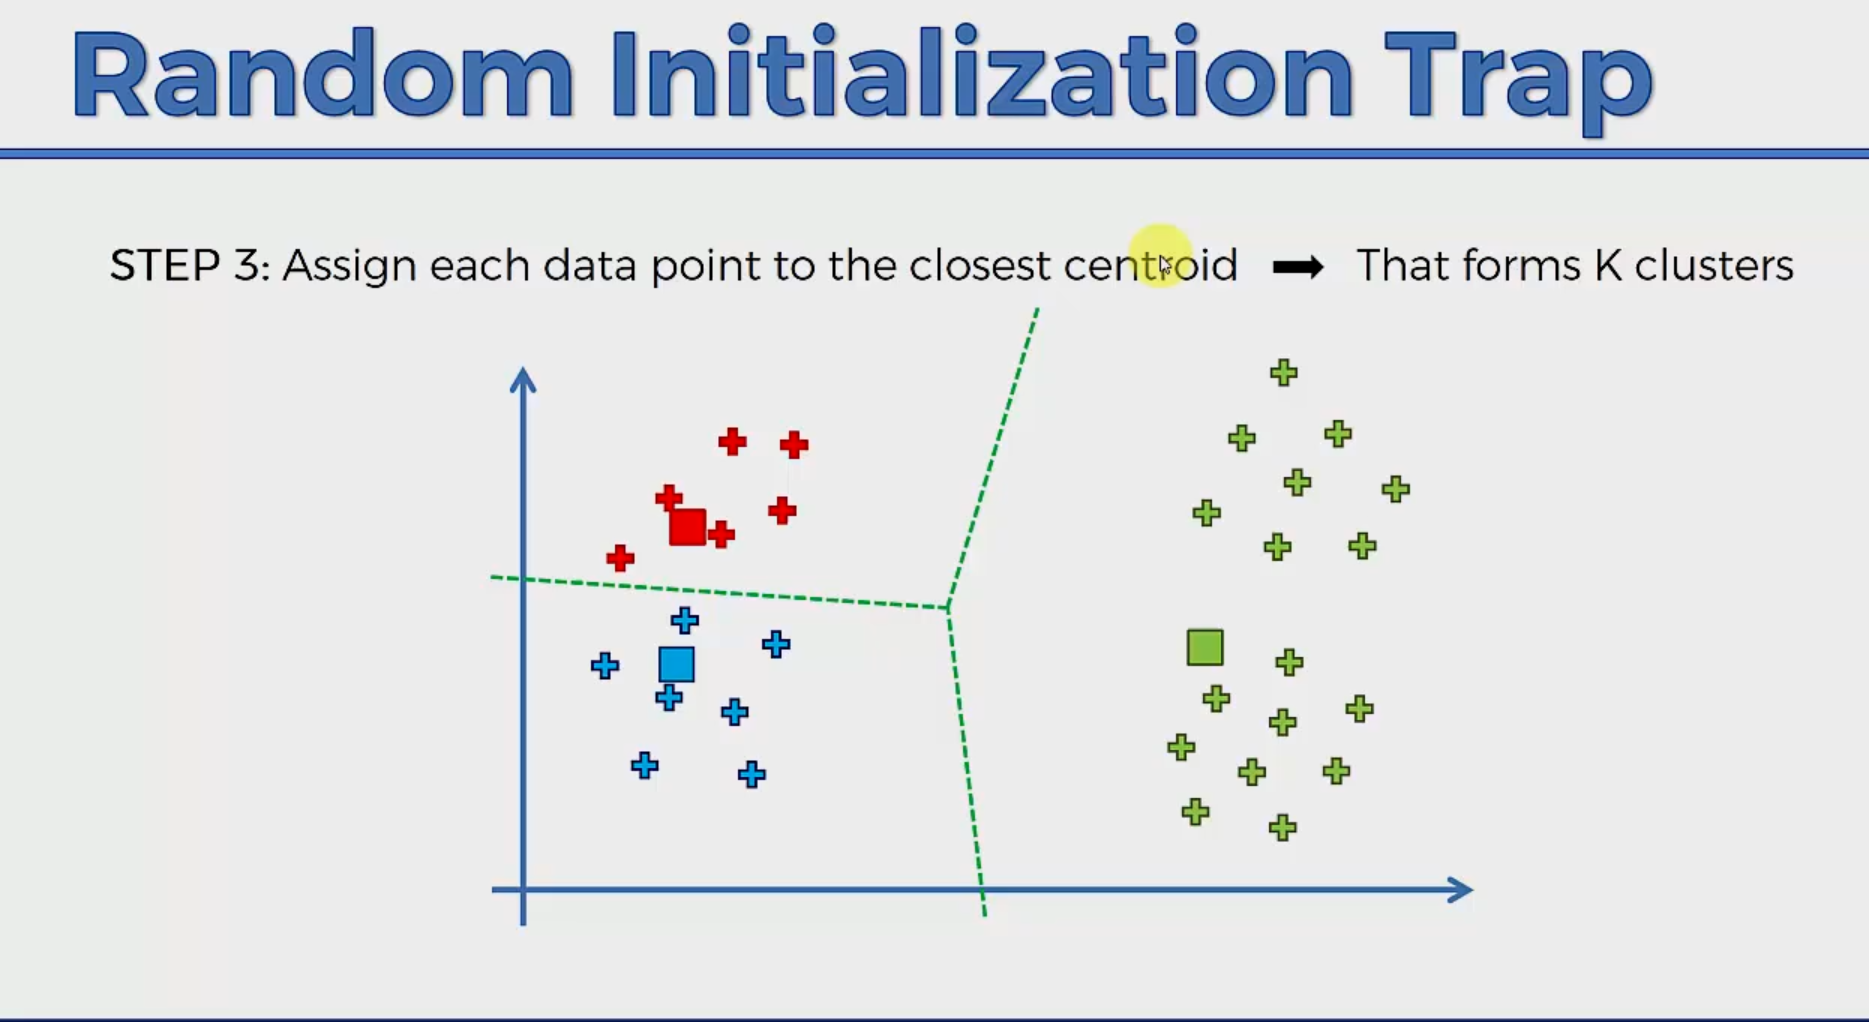 Random Initialization Trap
STEP 3: Assign each data point to the closest centroid ➡ That forms K clusters